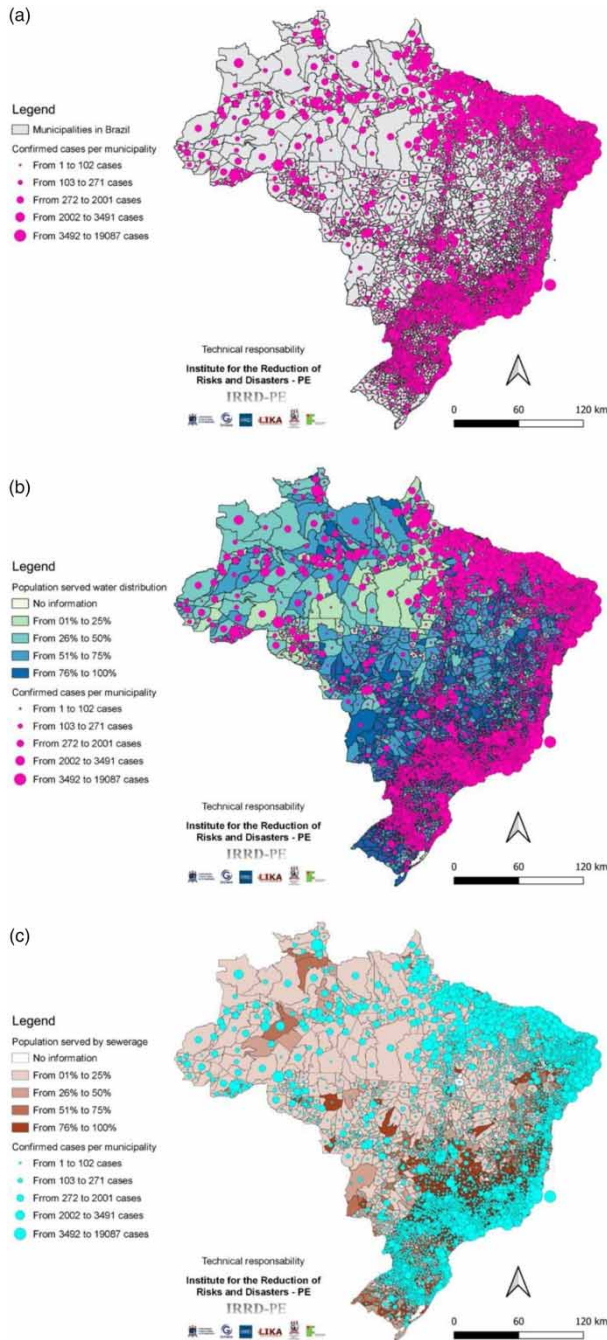 (a)
Legend
Municipalities in Brazil
Confirmed cases per municipality
From 1 to 102 cases
From 103 to 271 cases
Frrom 272 to 2001 cases
From 2002 to 3491 cases
From 3492 to 19087 cases
Technical responsability
Institute for the Reduction of
Risks and Disasters - PE
IRRD-PE
LIKA
0 60 120 km
(b)
Legend
Population served water distribution
No information
From 01% to 25%
From 26% to 50%
From 51% to 75%
From 76% to 100%
Confirmed cases per municipality
From 1 to 102 cases
From 103 to 271 cases
Frrom 272 to 2001 cases
From 2002 to 3491 cases
From 3492 to 19087 cases
Technical responsability
Institute for the Reduction of
Risks and Disasters - PE
IRRD-PE
LIKA
0 60 120 km
(c)
Legend
Population served by sewerage
No information
From 01% to 25%
From 26% to 50%
From 51% to 75%
From 76% to 100%
Confirmed cases per municipality
From 1 to 102 cases
From 103 to 271 cases
Frrom 272 to 2001 cases
From 2002 to 3491 cases
From 3492 to 19087 cases
Technical responsability
Institute for the Reduction of
Risks and Disasters - PE
IRRD-PE
LIKA
0 60 120 km